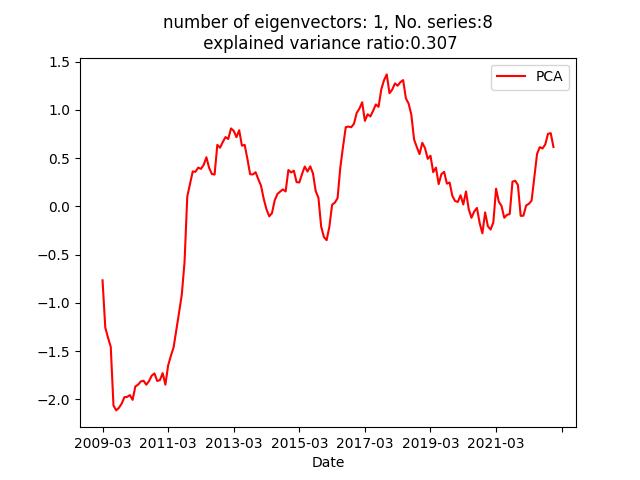 number of eigenvectors: 1, No. series:8
explained variance ratio:0.307
PCA
1.5
1.0
0.5
0.0
−0.5
−1.0
−1.5
−2.0
2009-03 2011-03 2013-03 2015-03 2017-03 2019-03 2021-03
Date